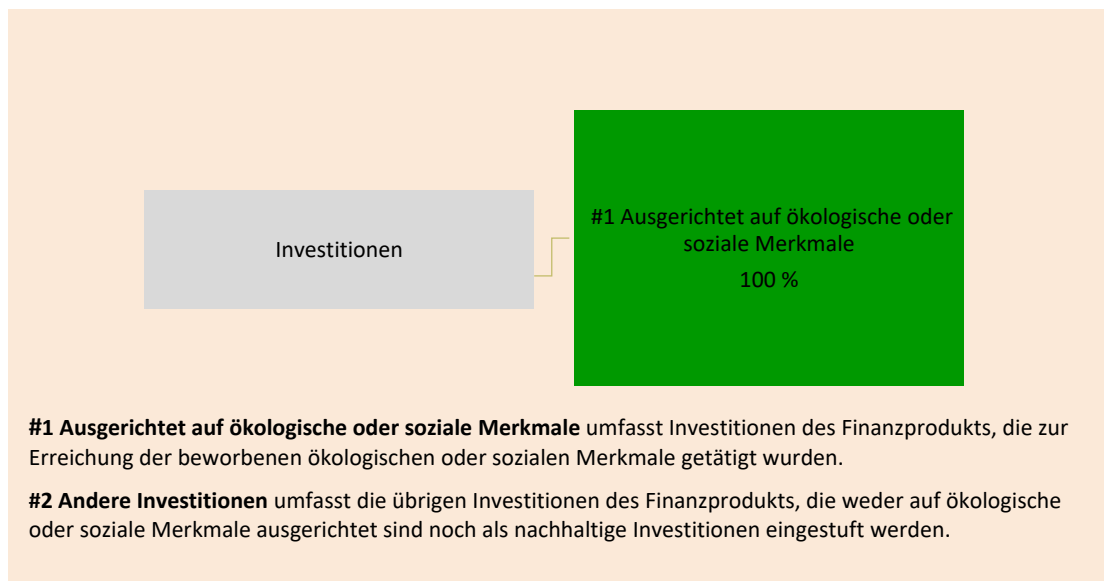 Investitionen
#1 Ausgerichtet auf ökologische oder
soziale Merkmale
100 %
#1 Ausgerichtet auf ökologische oder soziale Merkmale umfasst Investitionen des Finanzprodukts, die zur
Erreichung der beworbenen ökologischen oder sozialen Merkmale getätigt wurden.
#2 Andere Investitionen umfasst die übrigen Investitionen des Finanzprodukts, die weder auf ökologische
oder soziale Merkmale ausgerichtet sind noch als nachhaltige Investitionen eingestuft werden.